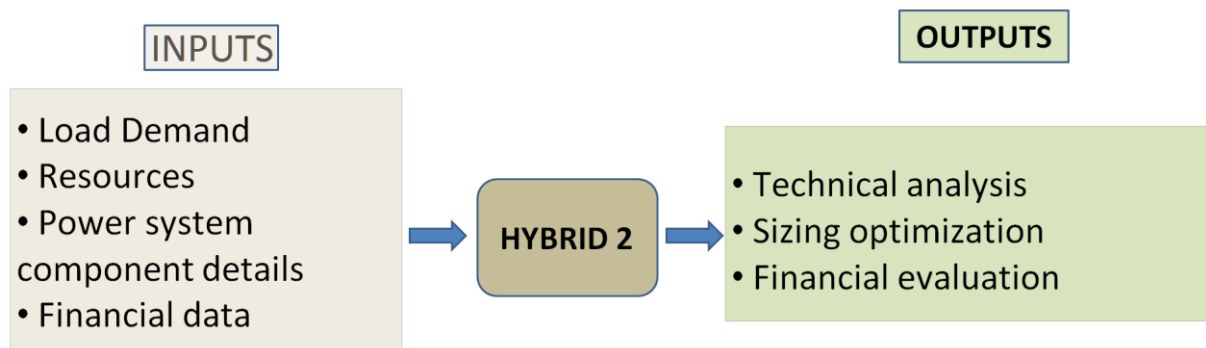 INPUTS
• Load Demand
• Resources
• Power system
component details
• Financial data
HYBRID 2
OUTPUTS
• Technical analysis
• Sizing optimization
• Financial evaluation